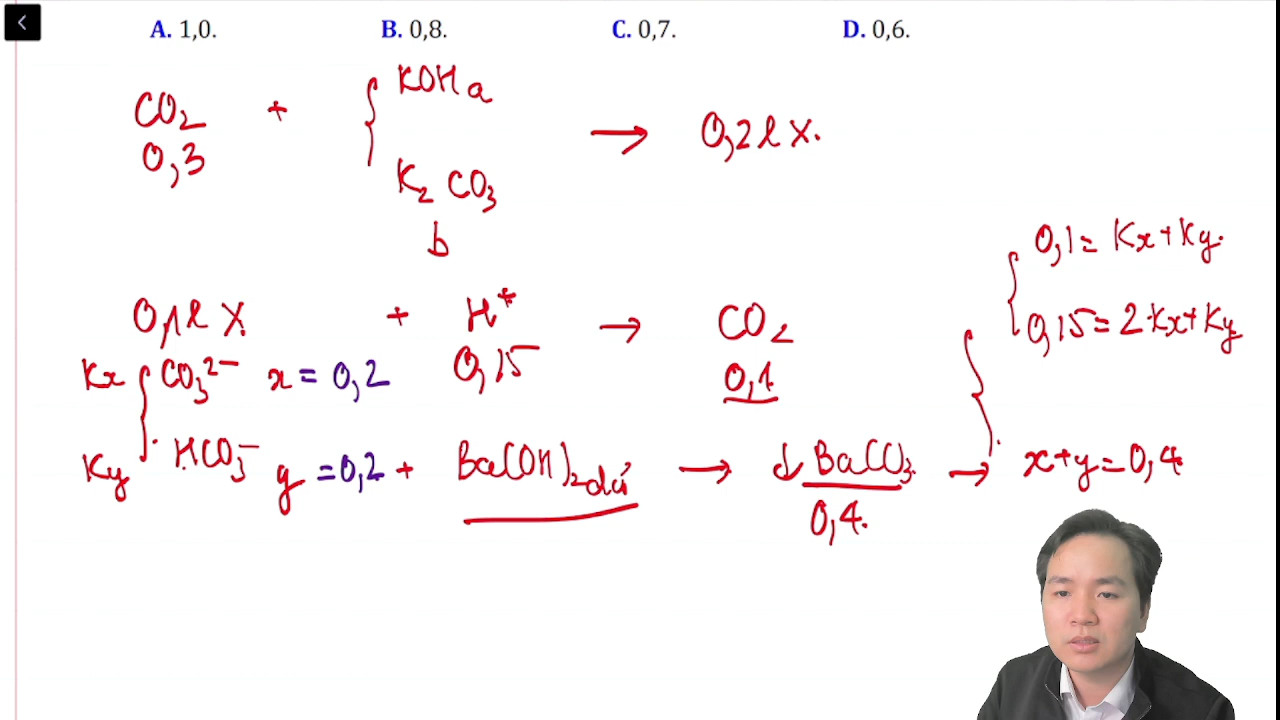 A. 1,0. B. 0,8. C. 0,7. D. 0,6.
CO₂ + { KOH a → 0,2 l X.
0,3
K₂CO₃
b
0,1 = Kx + Ky.
0,1 l X + H⁺ → CO₂
0,15 = 2Kx + Ky
Kx { CO₃²⁻ x = 0,2 0,15 0,1
Ky HCO₃⁻ y = 0,2 + Ba(OH)₂ dư → ↓ BaCO₃ → x+y = 0,4
0,4.